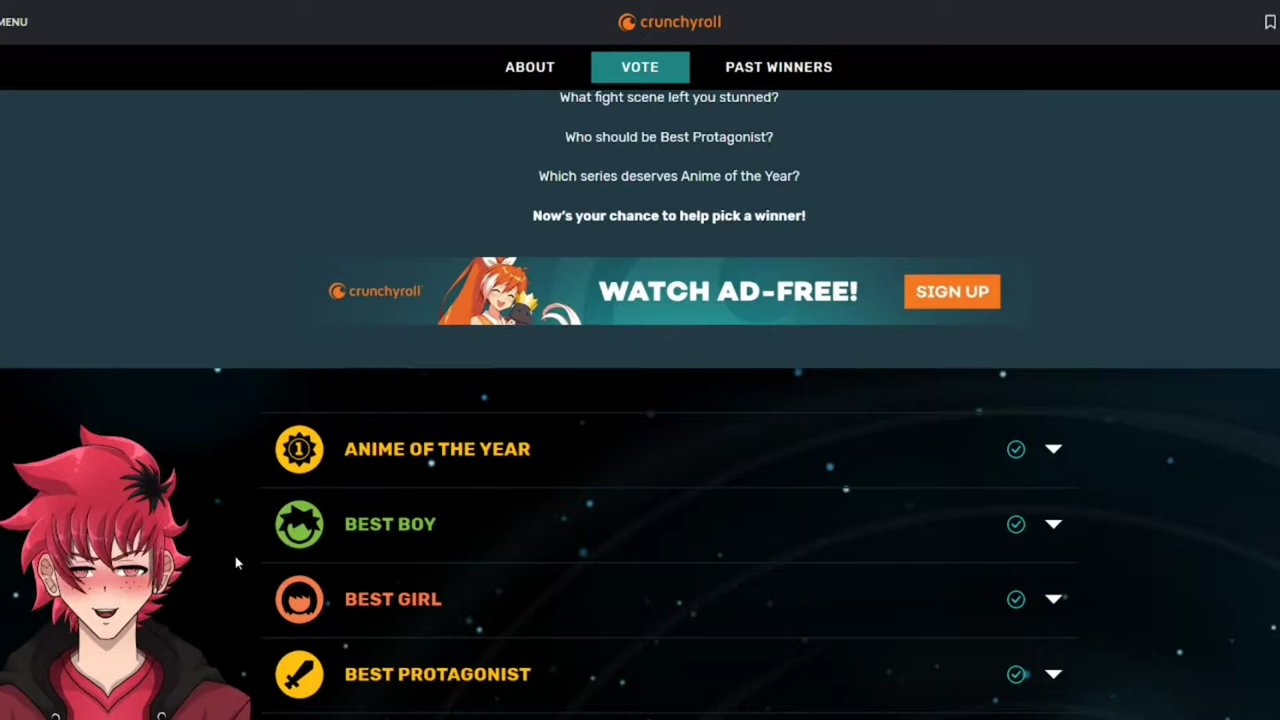 MENU
crunchyroll
ABOUT
VOTE
PAST WINNERS
What fight scene left you stunned?
Who should be Best Protagonist?
Which series deserves Anime of the Year?
Now's your chance to help pick a winner!
crunchyroll
WATCH AD-FREE!
SIGN UP
1
ANIME OF THE YEAR
BEST BOY
BEST GIRL
BEST PROTAGONIST